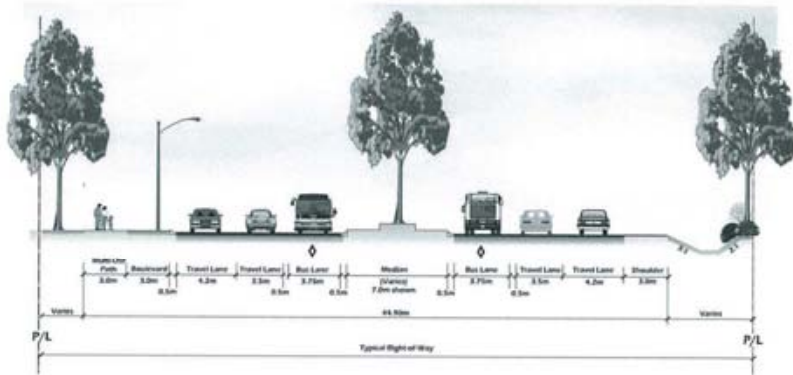 Multi-Use
Path
3.0m
Boulevard
3.0m
0.5m
Travel Lane
4.2m
Travel Lane
3.5m
0.5m
Bus Lane
3.75m
0.5m
Median
(Varies)
7.0m shown
0.5m
Bus Lane
3.75m
0.5m
Travel Lane
3.5m
Travel Lane
4.2m
Shoulder
3.0m
2:1
Varies
Varies
P/L
P/L
Typical Right of Way